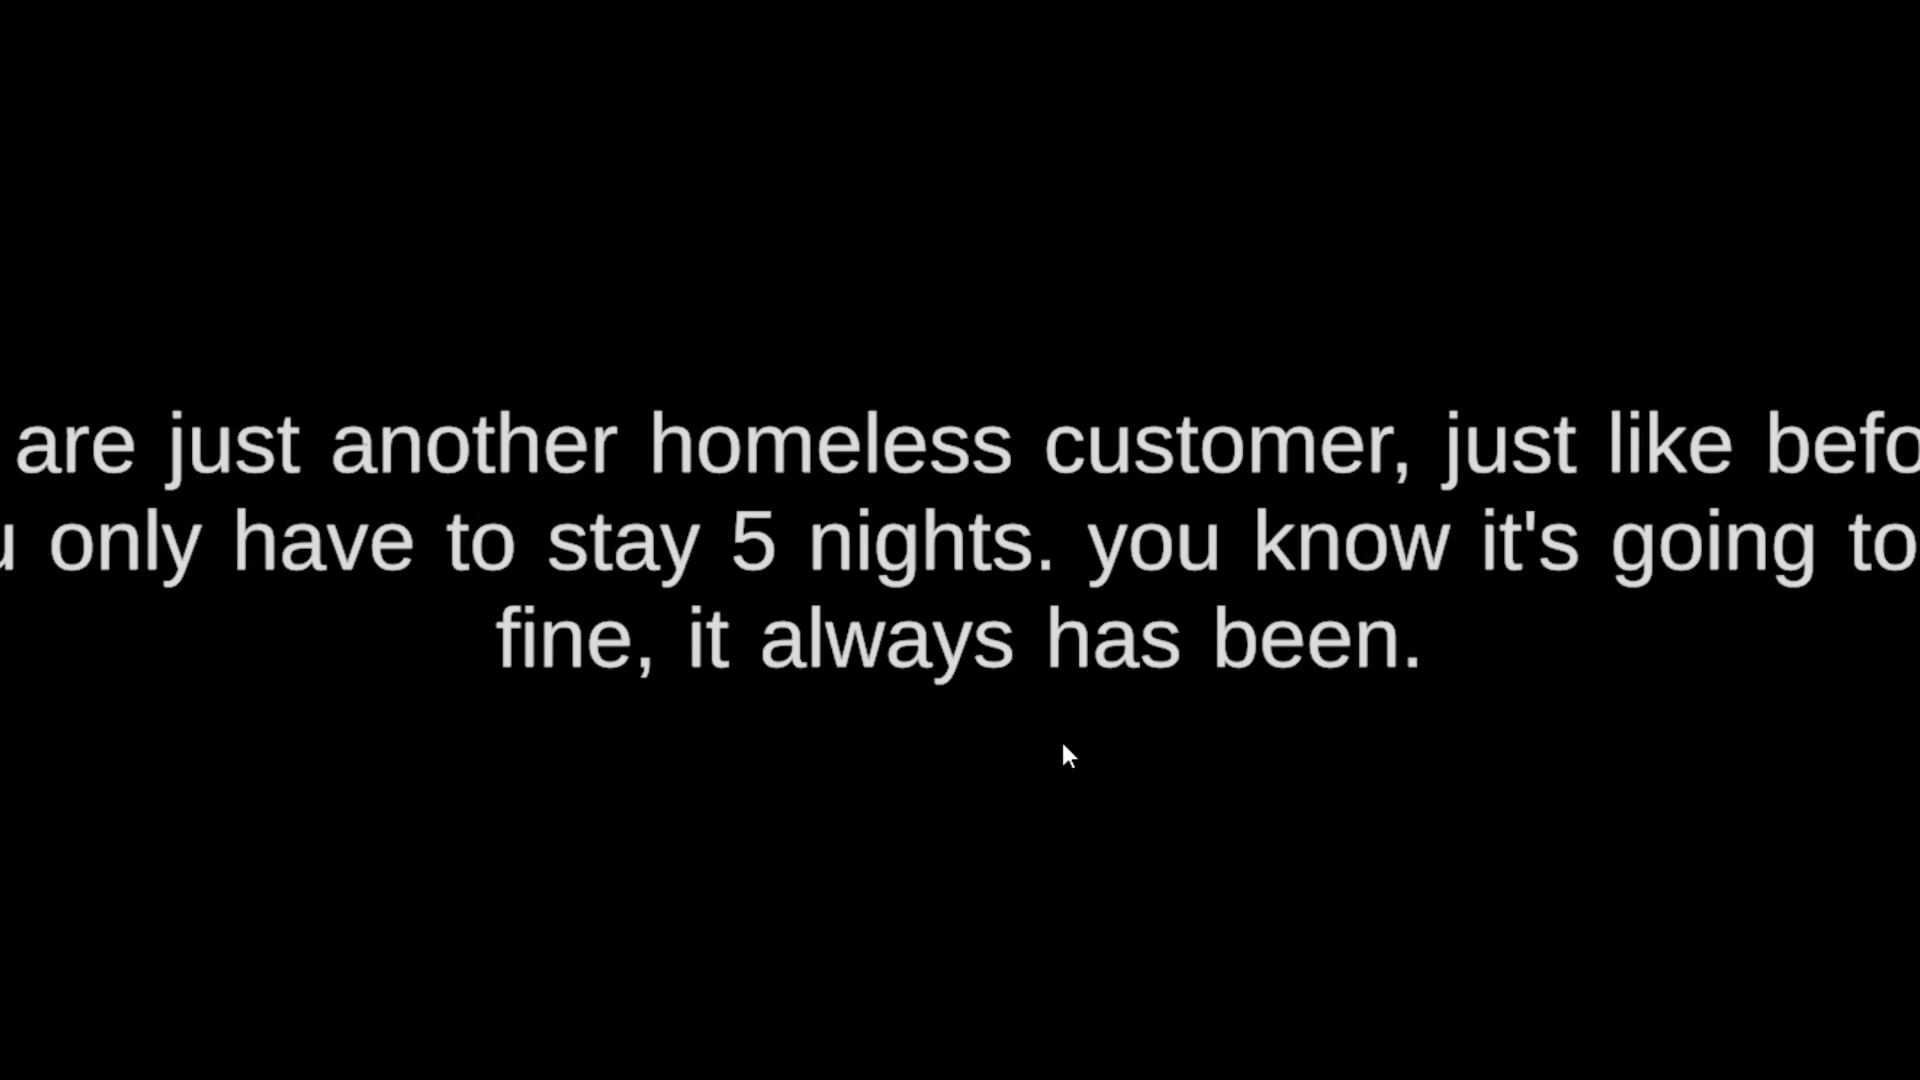 are just another homeless customer, just like befo
u only have to stay 5 nights. you know it's going to
fine, it always has been.